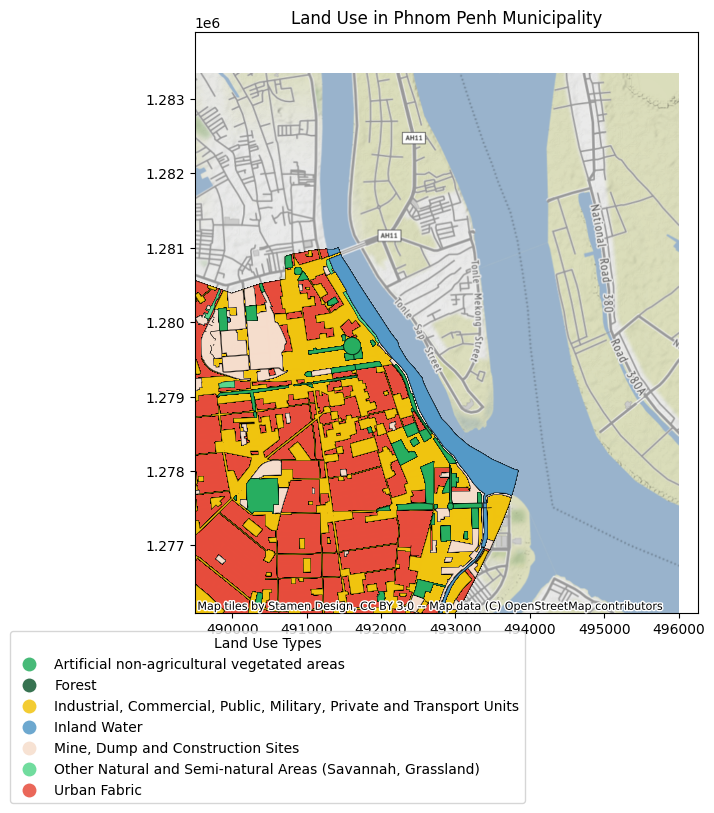 Land Use in Phnom Penh Municipality
1e6
1.283
1.282
1.281
1.280
1.279
1.278
1.277
AH11
AH11
National Road 380
Road 380A
N
Tonle Sap Street
Tonle Mekong Street
Map tiles by Stamen Design, CC BY 3.0 -- Map data (C) OpenStreetMap contributors
490000 491000 492000 493000 494000 495000 496000
Land Use Types
Artificial non-agricultural vegetated areas
Forest
Industrial, Commercial, Public, Military, Private and Transport Units
Inland Water
Mine, Dump and Construction Sites
Other Natural and Semi-natural Areas (Savannah, Grassland)
Urban Fabric